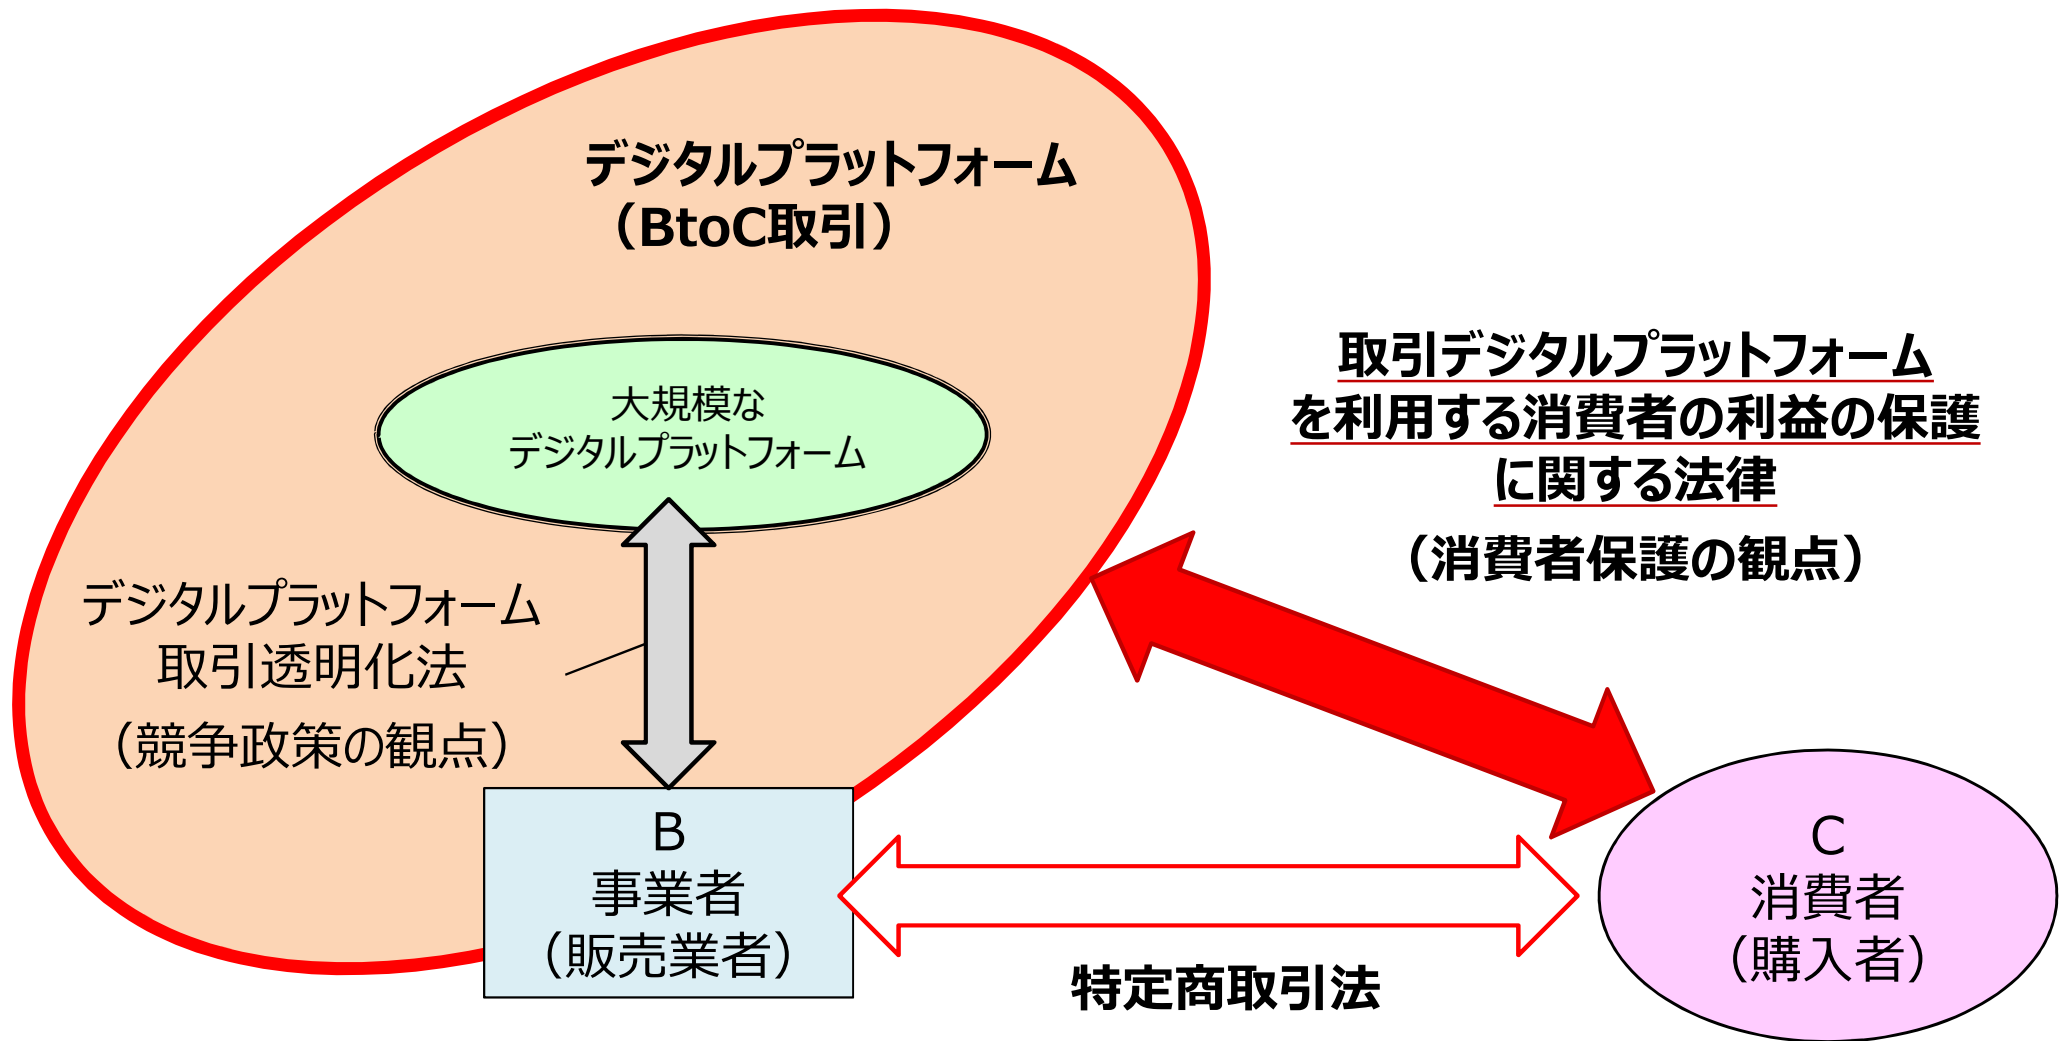 デジタルプラットフォーム
（BtoC取引）
大規模な
デジタルプラットフォーム
取引デジタルプラットフォーム
を利用する消費者の利益の保護
に関する法律
（消費者保護の観点）
デジタルプラットフォーム
取引透明化法
（競争政策の観点）
B
事業者
（販売業者）
特定商取引法
C
消費者
（購入者）